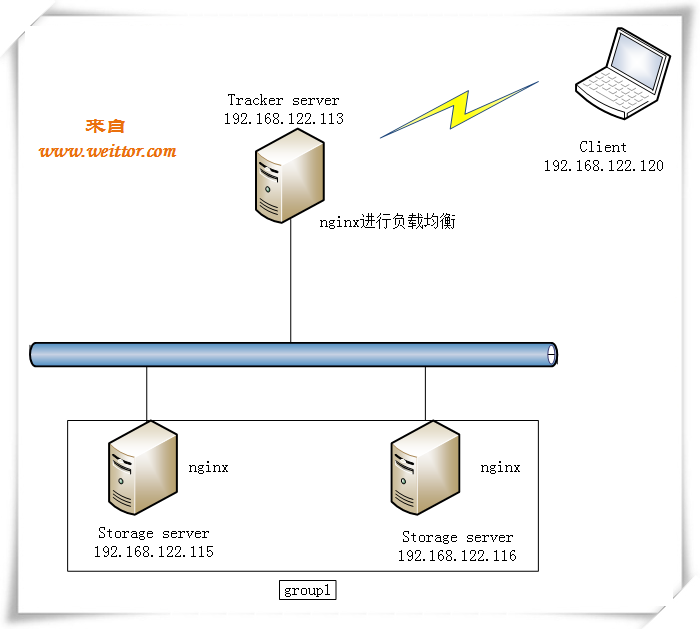 Tracker server
192.168.122.113
来自
www.weittor.com
Client
192.168.122.120
nginx进行负载均衡
nginx
nginx
Storage server
192.168.122.115
Storage server
192.168.122.116
group1